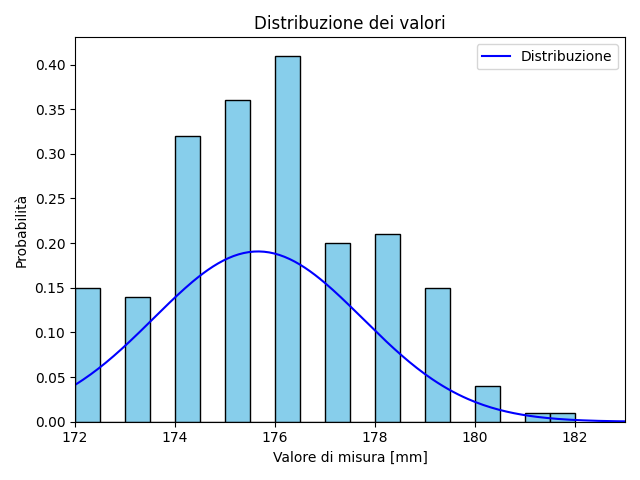 Distribuzione dei valori
Distribuzione
Probabilità
0.40
0.35
0.30
0.25
0.20
0.15
0.10
0.05
0.00
172 174 176 178 180 182
Valore di misura [mm]